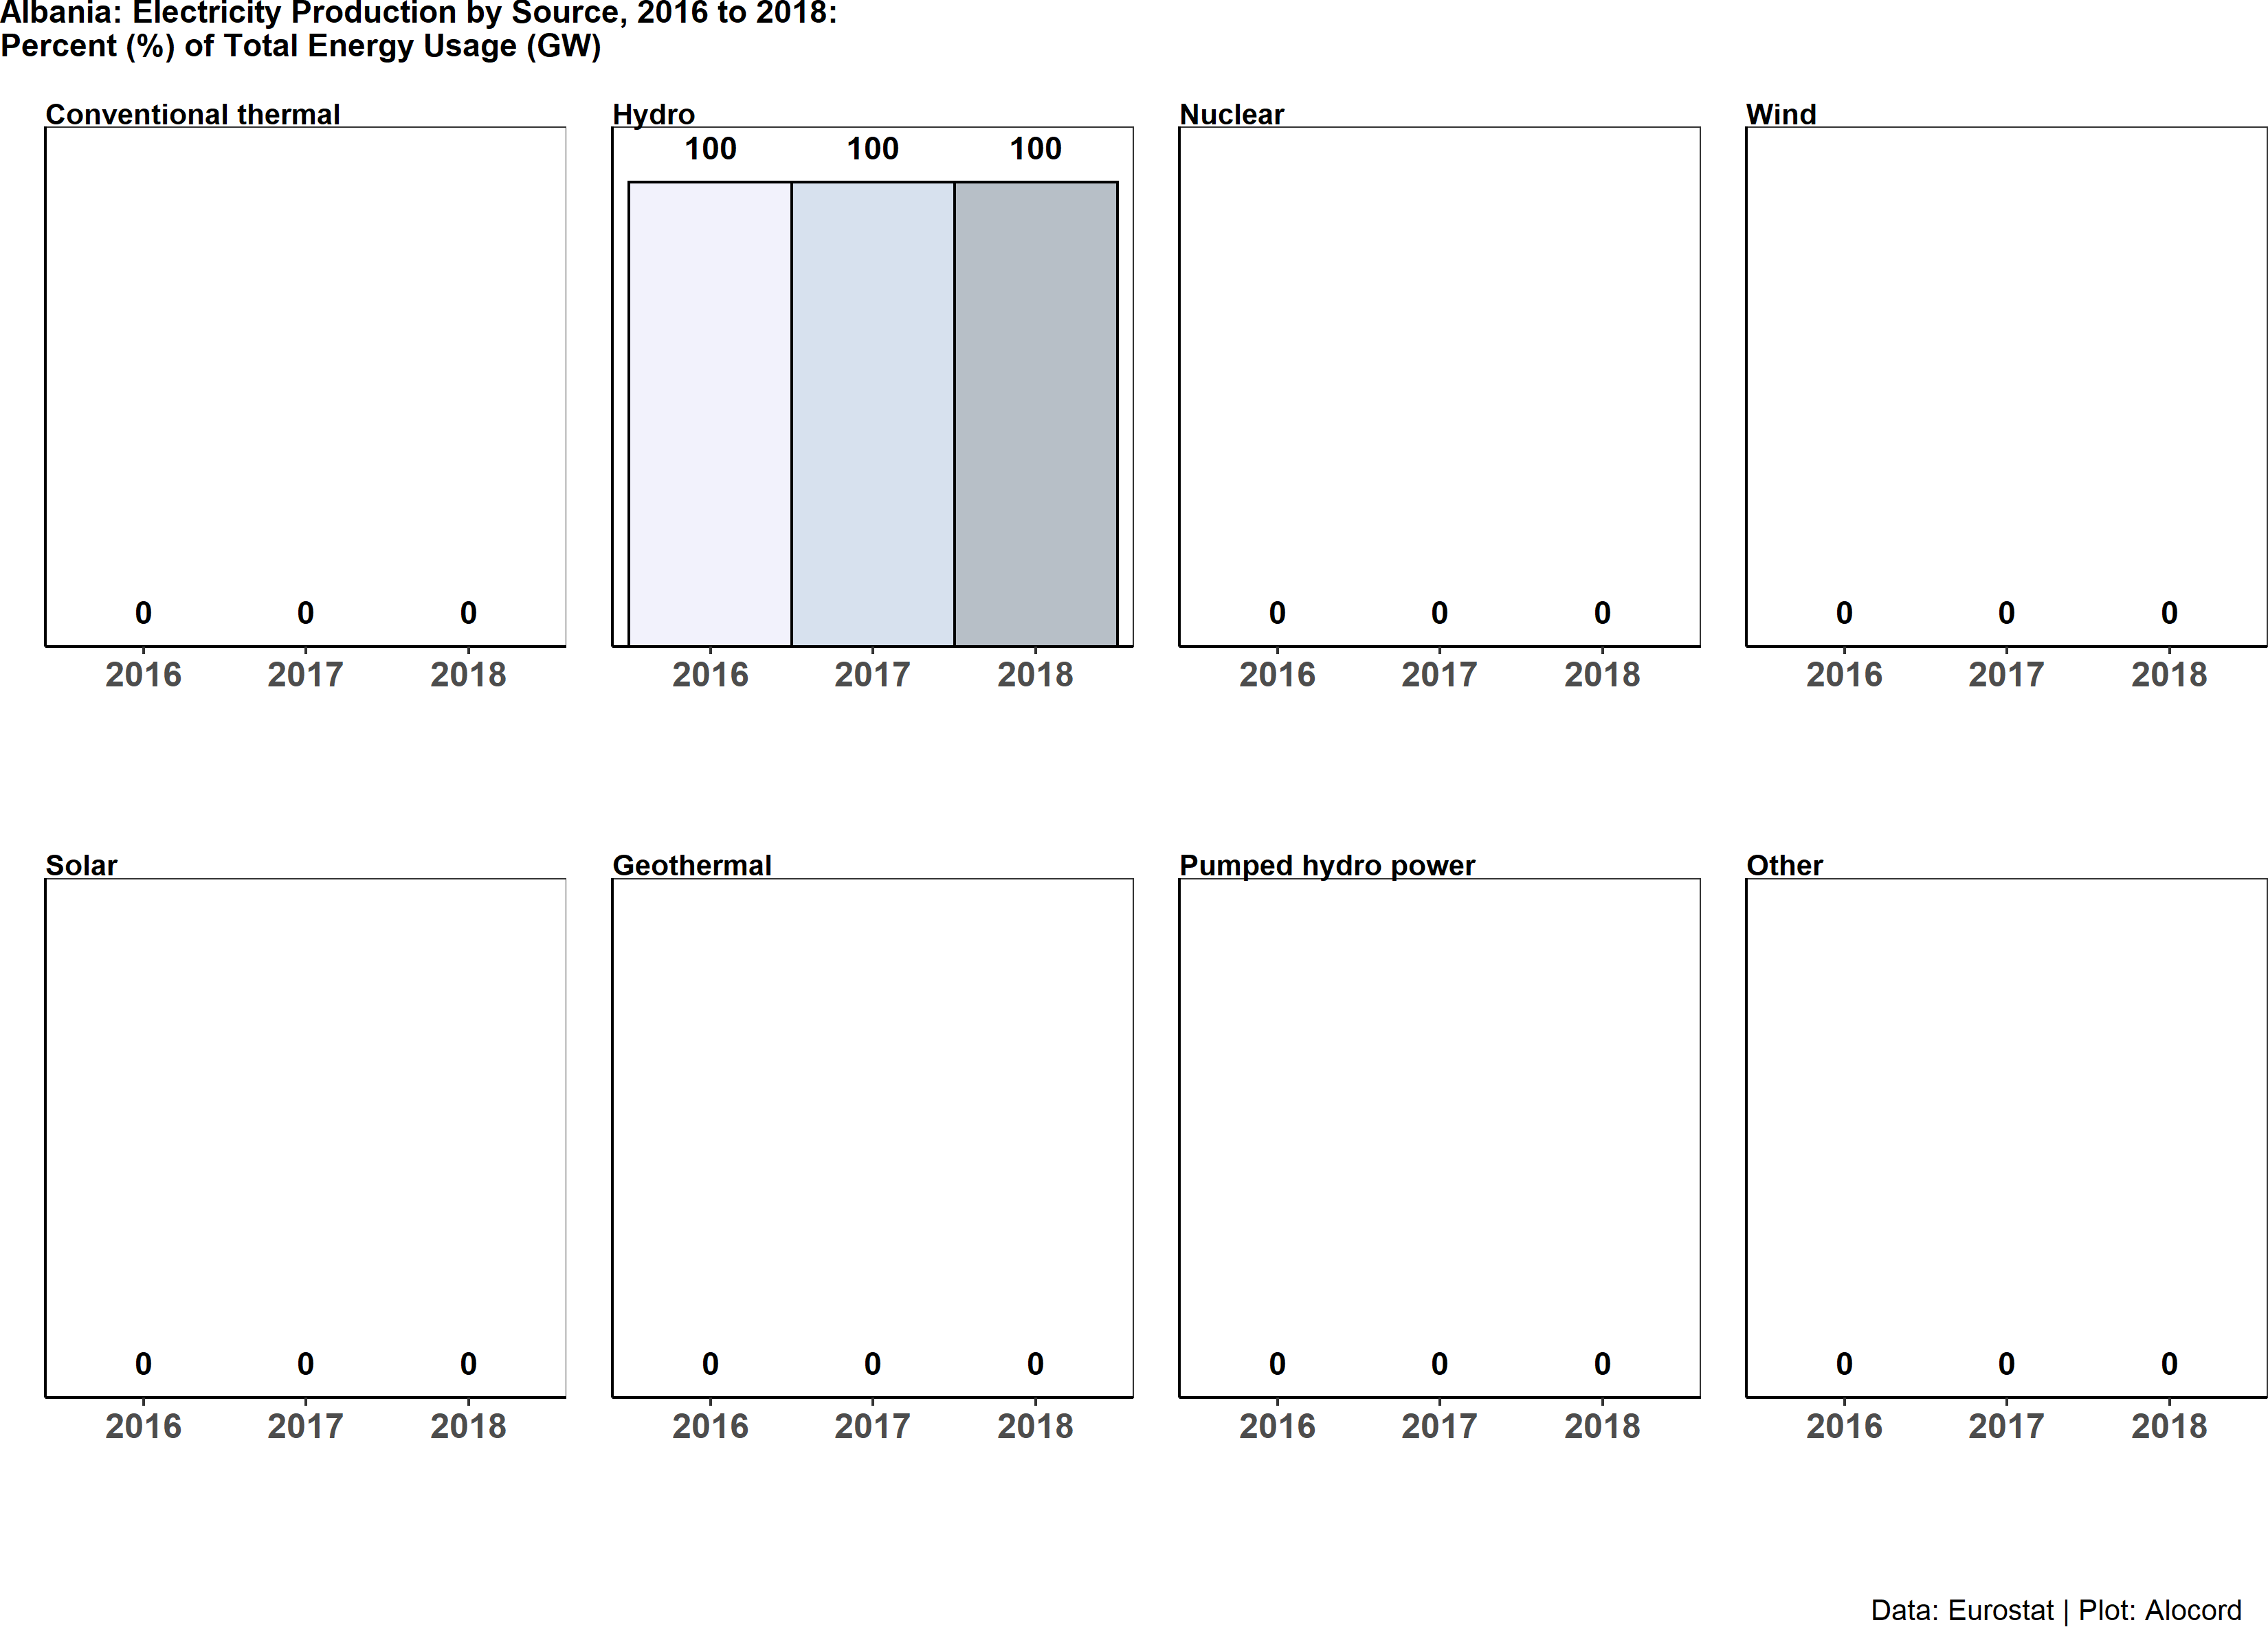 Albania: Electricity Production by Source, 2016 to 2018:
Percent (%) of Total Energy Usage (GW)
Conventional thermal
0 0 0
2016 2017 2018
Hydro
100 100 100
2016 2017 2018
Nuclear
0 0 0
2016 2017 2018
Wind
0 0 0
2016 2017 2018
Solar
0 0 0
2016 2017 2018
Geothermal
0 0 0
2016 2017 2018
Pumped hydro power
0 0 0
2016 2017 2018
Other
0 0 0
2016 2017 2018
Data: Eurostat | Plot: Alocord